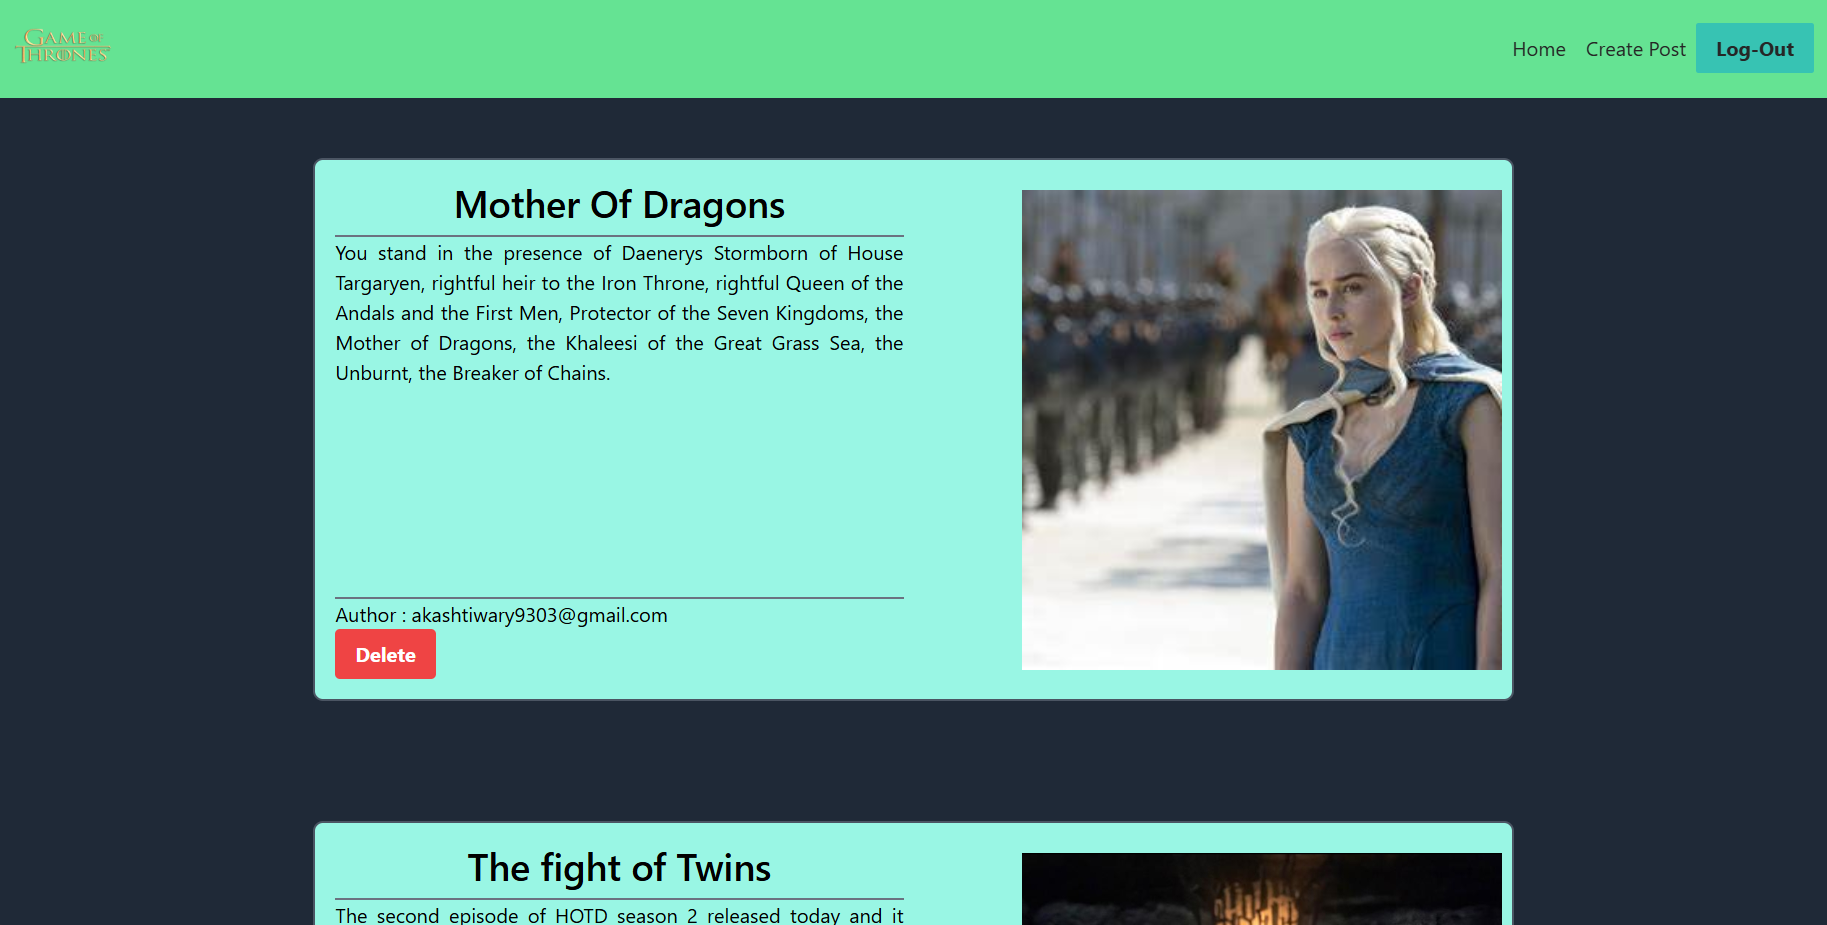 GAME OF
THRONES
Home Create Post Log-Out
Mother Of Dragons
You stand in the presence of Daenerys Stormborn of House
Targaryen, rightful heir to the Iron Throne, rightful Queen of the
Andals and the First Men, Protector of the Seven Kingdoms, the
Mother of Dragons, the Khaleesi of the Great Grass Sea, the
Unburnt, the Breaker of Chains.
Author : akashtiwary9303@gmail.com
Delete
The fight of Twins
The second episode of HOTD season 2 released today and it